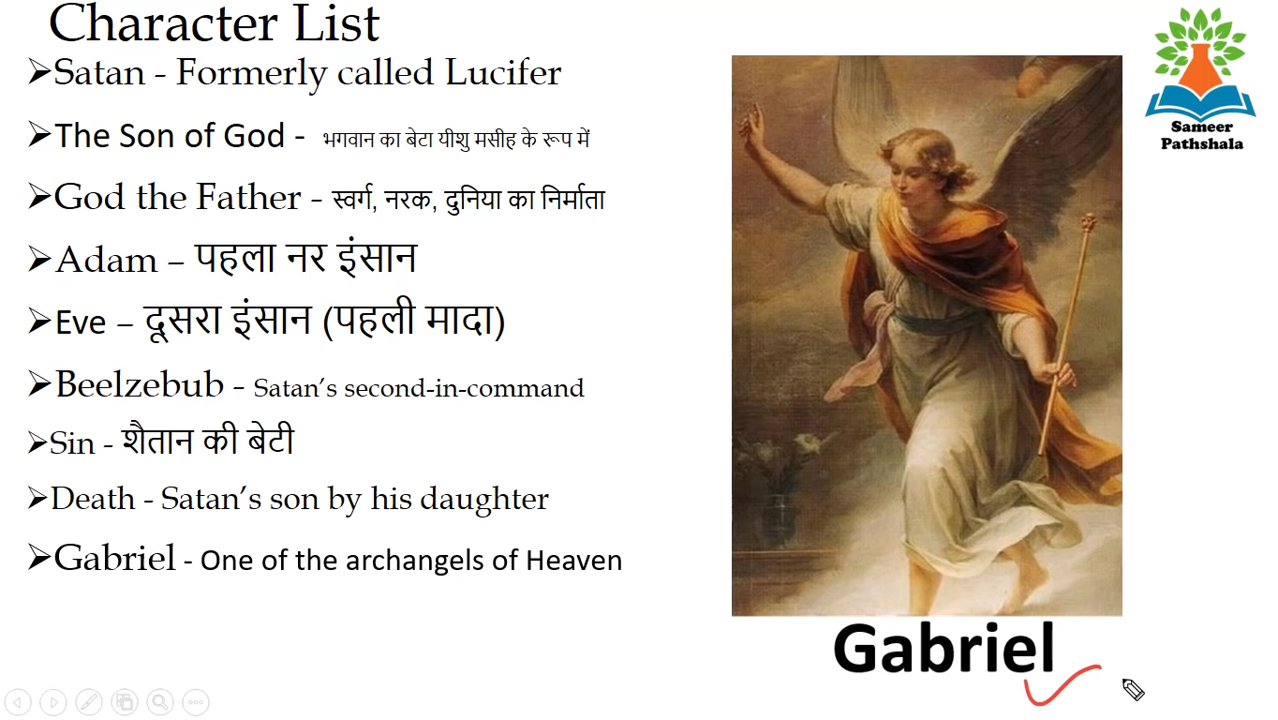 Character List
➢Satan - Formerly called Lucifer
➢The Son of God - भगवान का बेटा यीशु मसीह के रूप में
➢God the Father - स्वर्ग, नरक, दुनिया का निर्माता
➢Adam – पहला नर इंसान
➢Eve – दूसरा इंसान (पहली मादा)
➢Beelzebub - Satan’s second-in-command
➢Sin - शैतान की बेटी
➢Death - Satan’s son by his daughter
➢Gabriel - One of the archangels of Heaven
Sameer
Pathshala
Gabriel